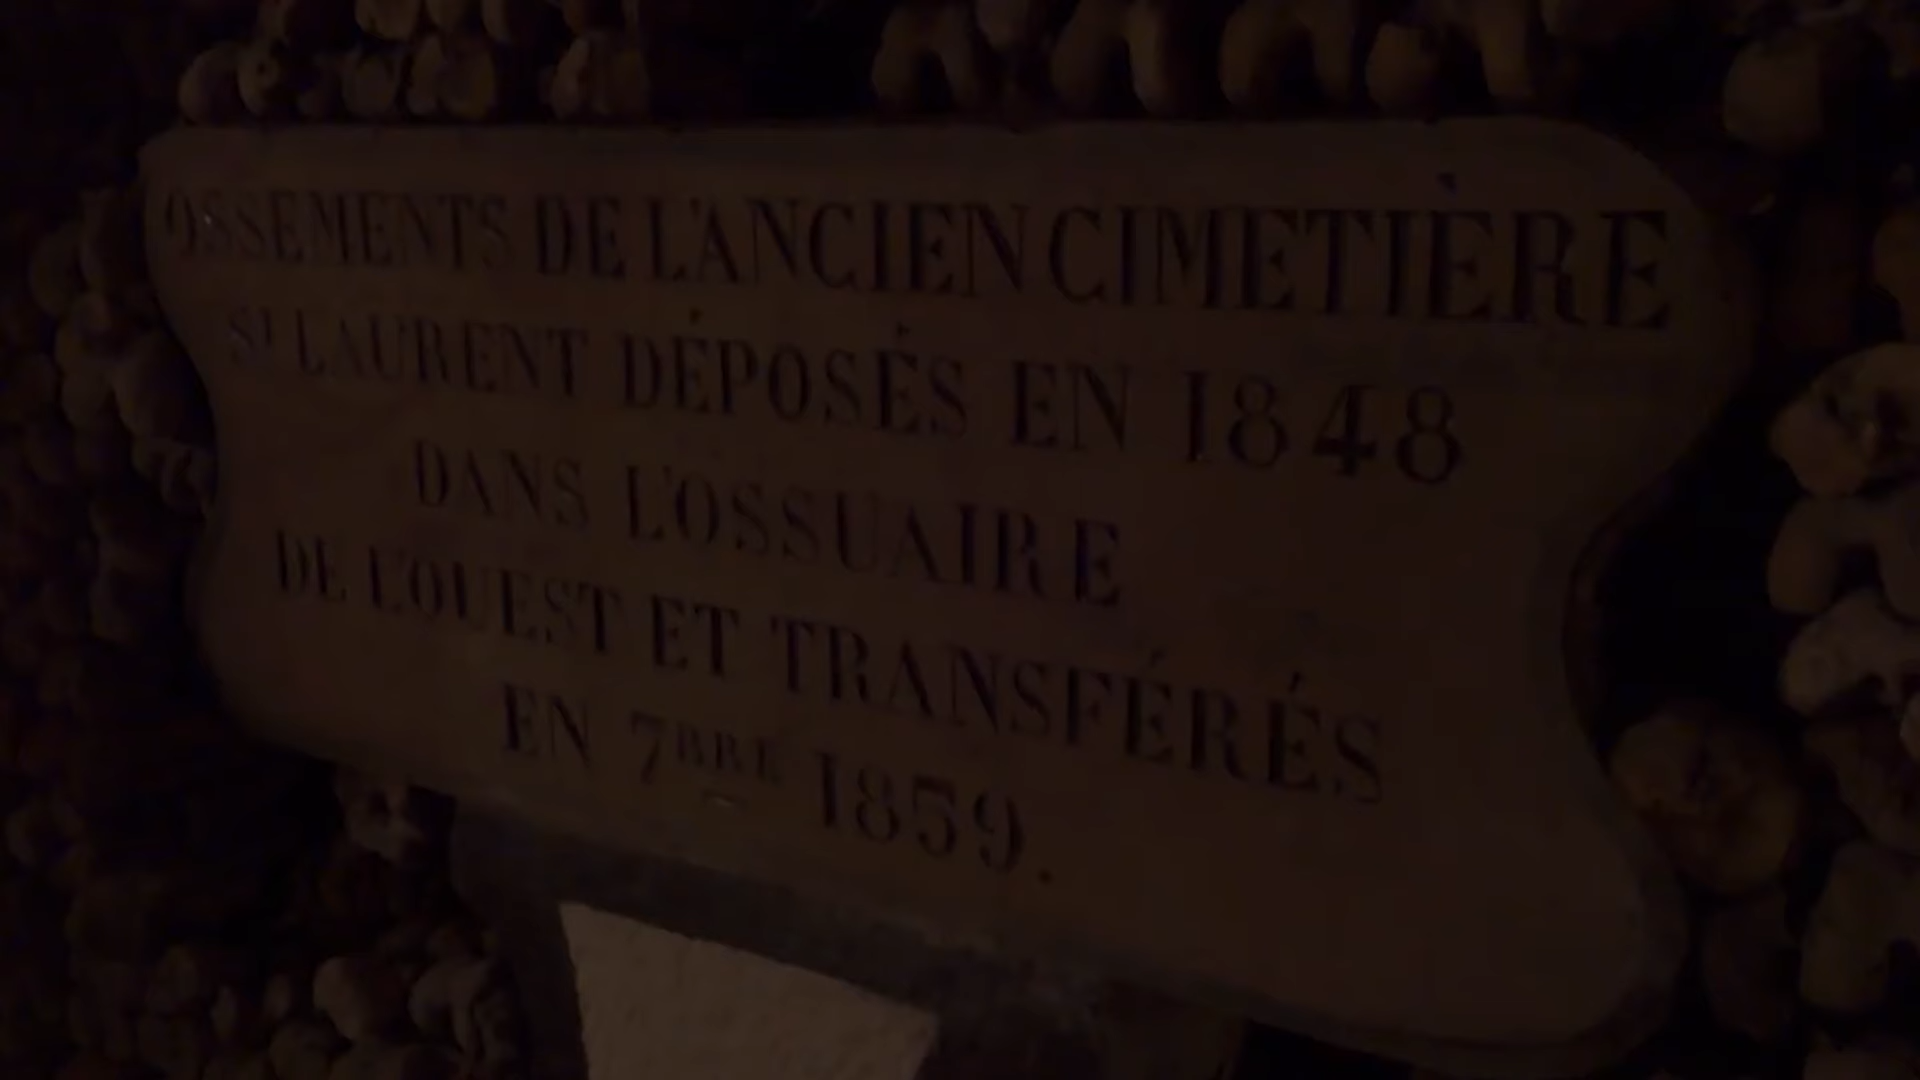 OSSEMENTS DE L'ANCIEN CIMETIÈRE
ST LAURENT DÉPOSÉS EN 1848
DANS L'OSSUAIRE
DE L'OUEST ET TRANSFÉRÉS
EN 7BRE 1859.